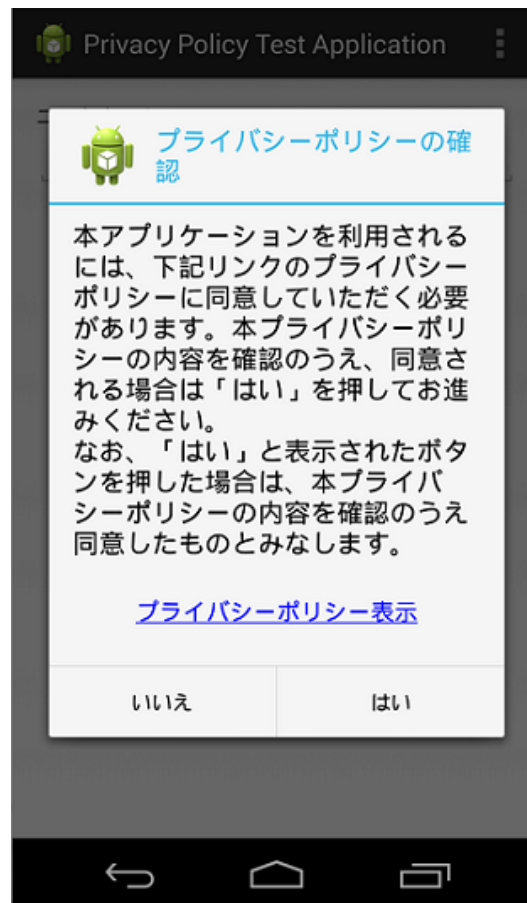 Privacy Policy Test Application
プライバシーポリシーの確
認
本アプリケーションを利用される
には、下記リンクのプライバシー
ポリシーに同意していただく必要
があります。本プライバシーポリ
シーの内容を確認のうえ、同意さ
れる場合は「はい」を押してお進
みください。
なお、「はい」と表示されたボタ
ンを押した場合は、本プライバ
シーポリシーの内容を確認のうえ
同意したものとみなします。
プライバシーポリシー表示
いいえ
はい